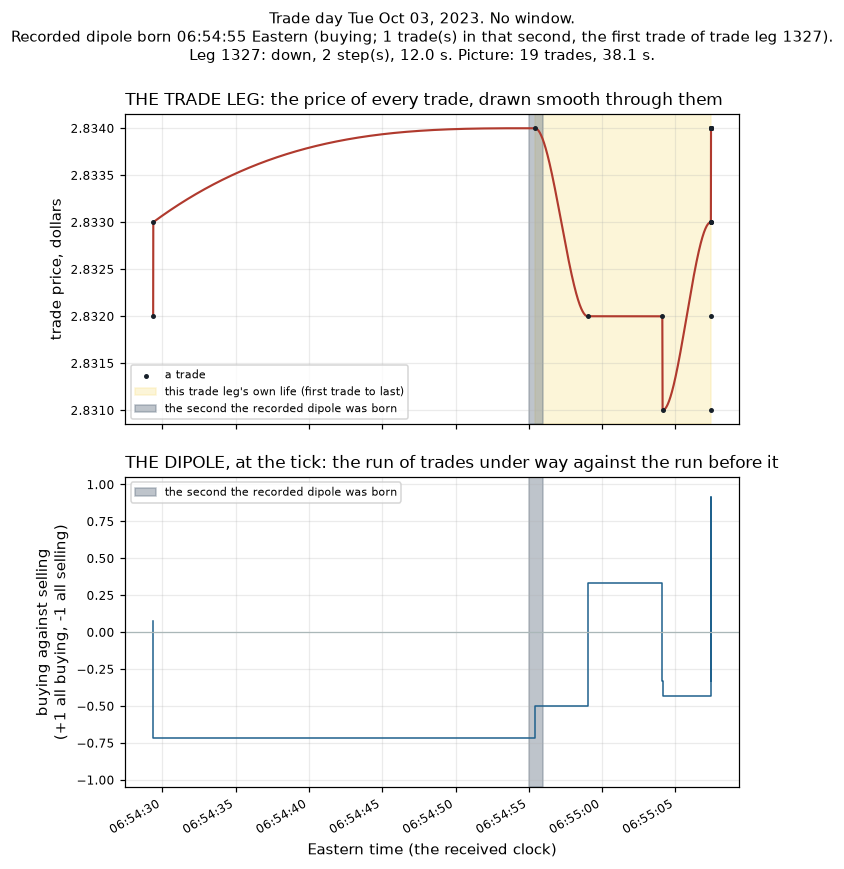 Trade day Tue Oct 03, 2023. No window.
Recorded dipole born 06:54:55 Eastern (buying; 1 trade(s) in that second, the first trade of trade leg 1327).
Leg 1327: down, 2 step(s), 12.0 s. Picture: 19 trades, 38.1 s.
THE TRADE LEG: the price of every trade, drawn smooth through them
trade price, dollars
2.8340
2.8335
2.8330
2.8325
2.8320
2.8315
2.8310
a trade
this trade leg's own life (first trade to last)
the second the recorded dipole was born
THE DIPOLE, at the tick: the run of trades under way against the run before it
buying against selling
(+1 all buying, -1 all selling)
1.00
0.75
0.50
0.25
0.00
−0.25
−0.50
−0.75
−1.00
the second the recorded dipole was born
06:54:30
06:54:35
06:54:40
06:54:45
06:54:50
06:54:55
06:55:00
06:55:05
Eastern time (the received clock)